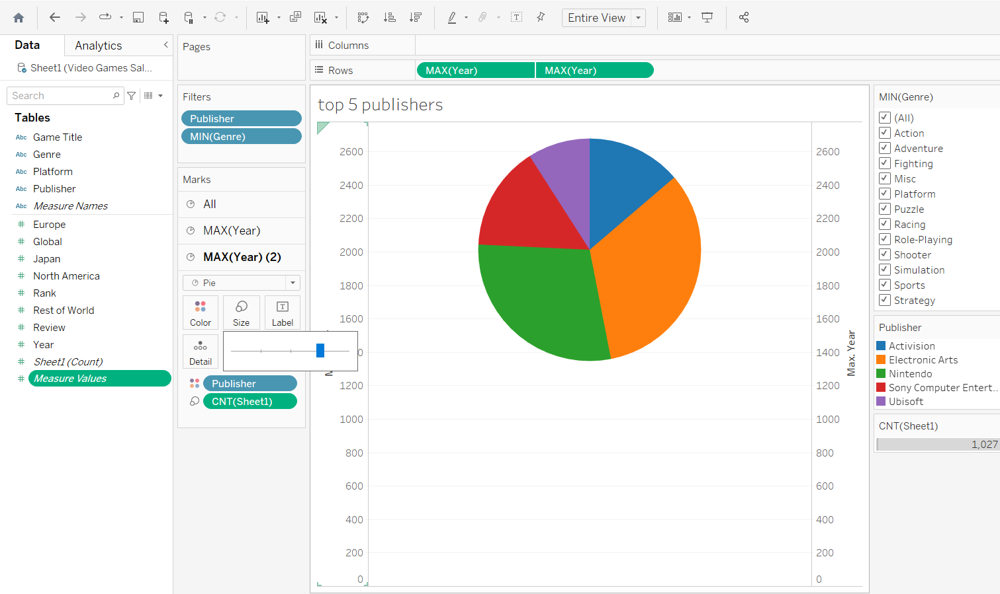 Entire View
Data
Analytics
Sheet1 (Video Games Sal...
Search
Tables
Abc Game Title
Abc Genre
Abc Platform
Abc Publisher
Abc Measure Names
# Europe
# Global
# Japan
# North America
# Rank
# Rest of World
# Review
# Year
# Sheet1 (Count)
# Measure Values
Pages
Filters
Publisher
MIN(Genre)
Marks
All
MAX(Year)
MAX(Year) (2)
Pie
Color
Size
T
Label
Detail
Publisher
CNT(Sheet1)
Columns
Rows
MAX(Year)
MAX(Year)
top 5 publishers
2600
2400
2200
2000
1800
1600
0
1200
1000
800
600
400
200
0
2600
2400
2200
2000
1800
1600
1400
1200
1000
800
600
400
200
0
Max. Year
MIN(Genre)
(All)
Action
Adventure
Fighting
Misc
Platform
Puzzle
Racing
Role-Playing
Shooter
Simulation
Sports
Strategy
Publisher
Activision
Electronic Arts
Nintendo
Sony Computer Entert..
Ubisoft
CNT(Sheet1)
1,027